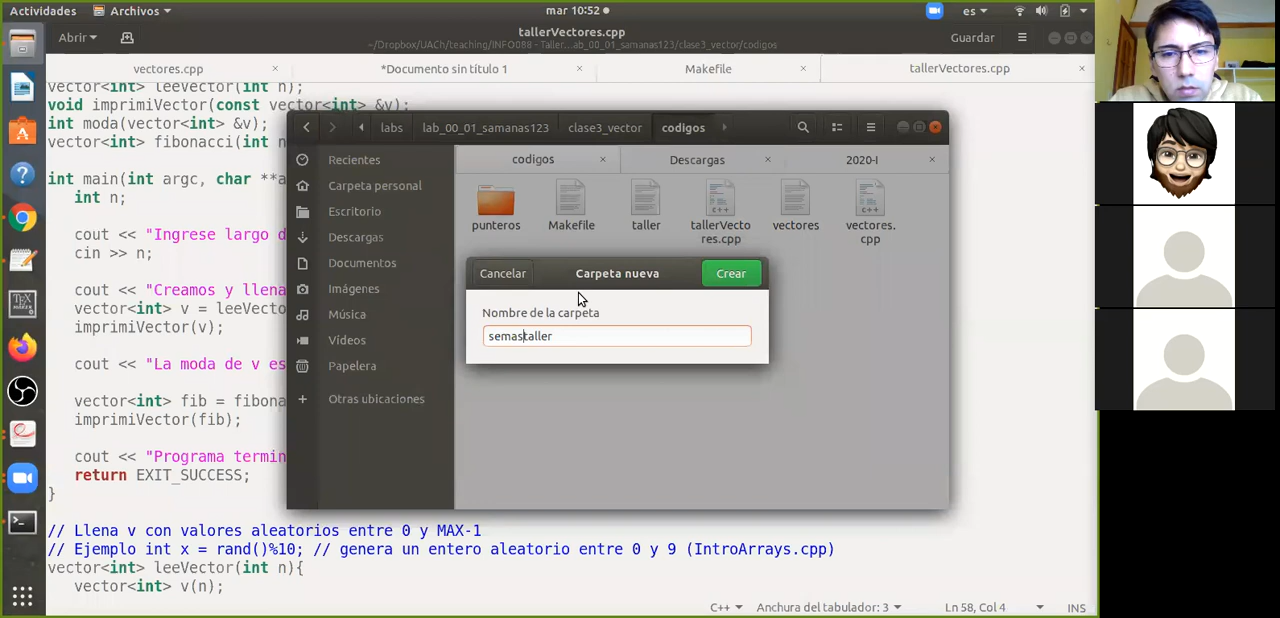 Actividades
Archivos
mar 10:52
es
Abrir
tallerVectores.cpp
~/Dropbox/UACh/teaching/INFO088 - Taller...ab_00_01_samanas123/clase3_vector/codigos
Guardar
vectores.cpp
*Documento sin título 1
Makefile
tallerVectores.cpp
vector<int> leeVector(int n);
void imprimiVector(const vector<int> &v);
int moda(vector<int> &v);
vector<int> fibonacci(int n
int main(int argc, char **a
int n;
cout << "Ingrese largo d
cin >> n;
cout << "Creamos y llena
vector<int> v = leeVecto
imprimiVector(v);
cout << "La moda de v es
vector<int> fib = fibona
imprimiVector(fib);
cout << "Programa termin
return EXIT_SUCCESS;
}
// Llena v con valores aleatorios entre 0 y MAX-1
// Ejemplo int x = rand()%10; // genera un entero aleatorio entre 0 y 9 (IntroArrays.cpp)
vector<int> leeVector(int n){
vector<int> v(n);
labs
lab_00_01_samanas123
clase3_vector
codigos
Recientes
Carpeta personal
Escritorio
Descargas
Documentos
Imágenes
Música
Vídeos
Papelera
Otras ubicaciones
codigos
Descargas
2020-I
punteros
Makefile
taller
tallerVecto
res.cpp
vectores
vectores.
cpp
Cancelar
Carpeta nueva
Crear
Nombre de la carpeta
semastaller
C++
Anchura del tabulador: 3
Ln 58, Col 4
INS